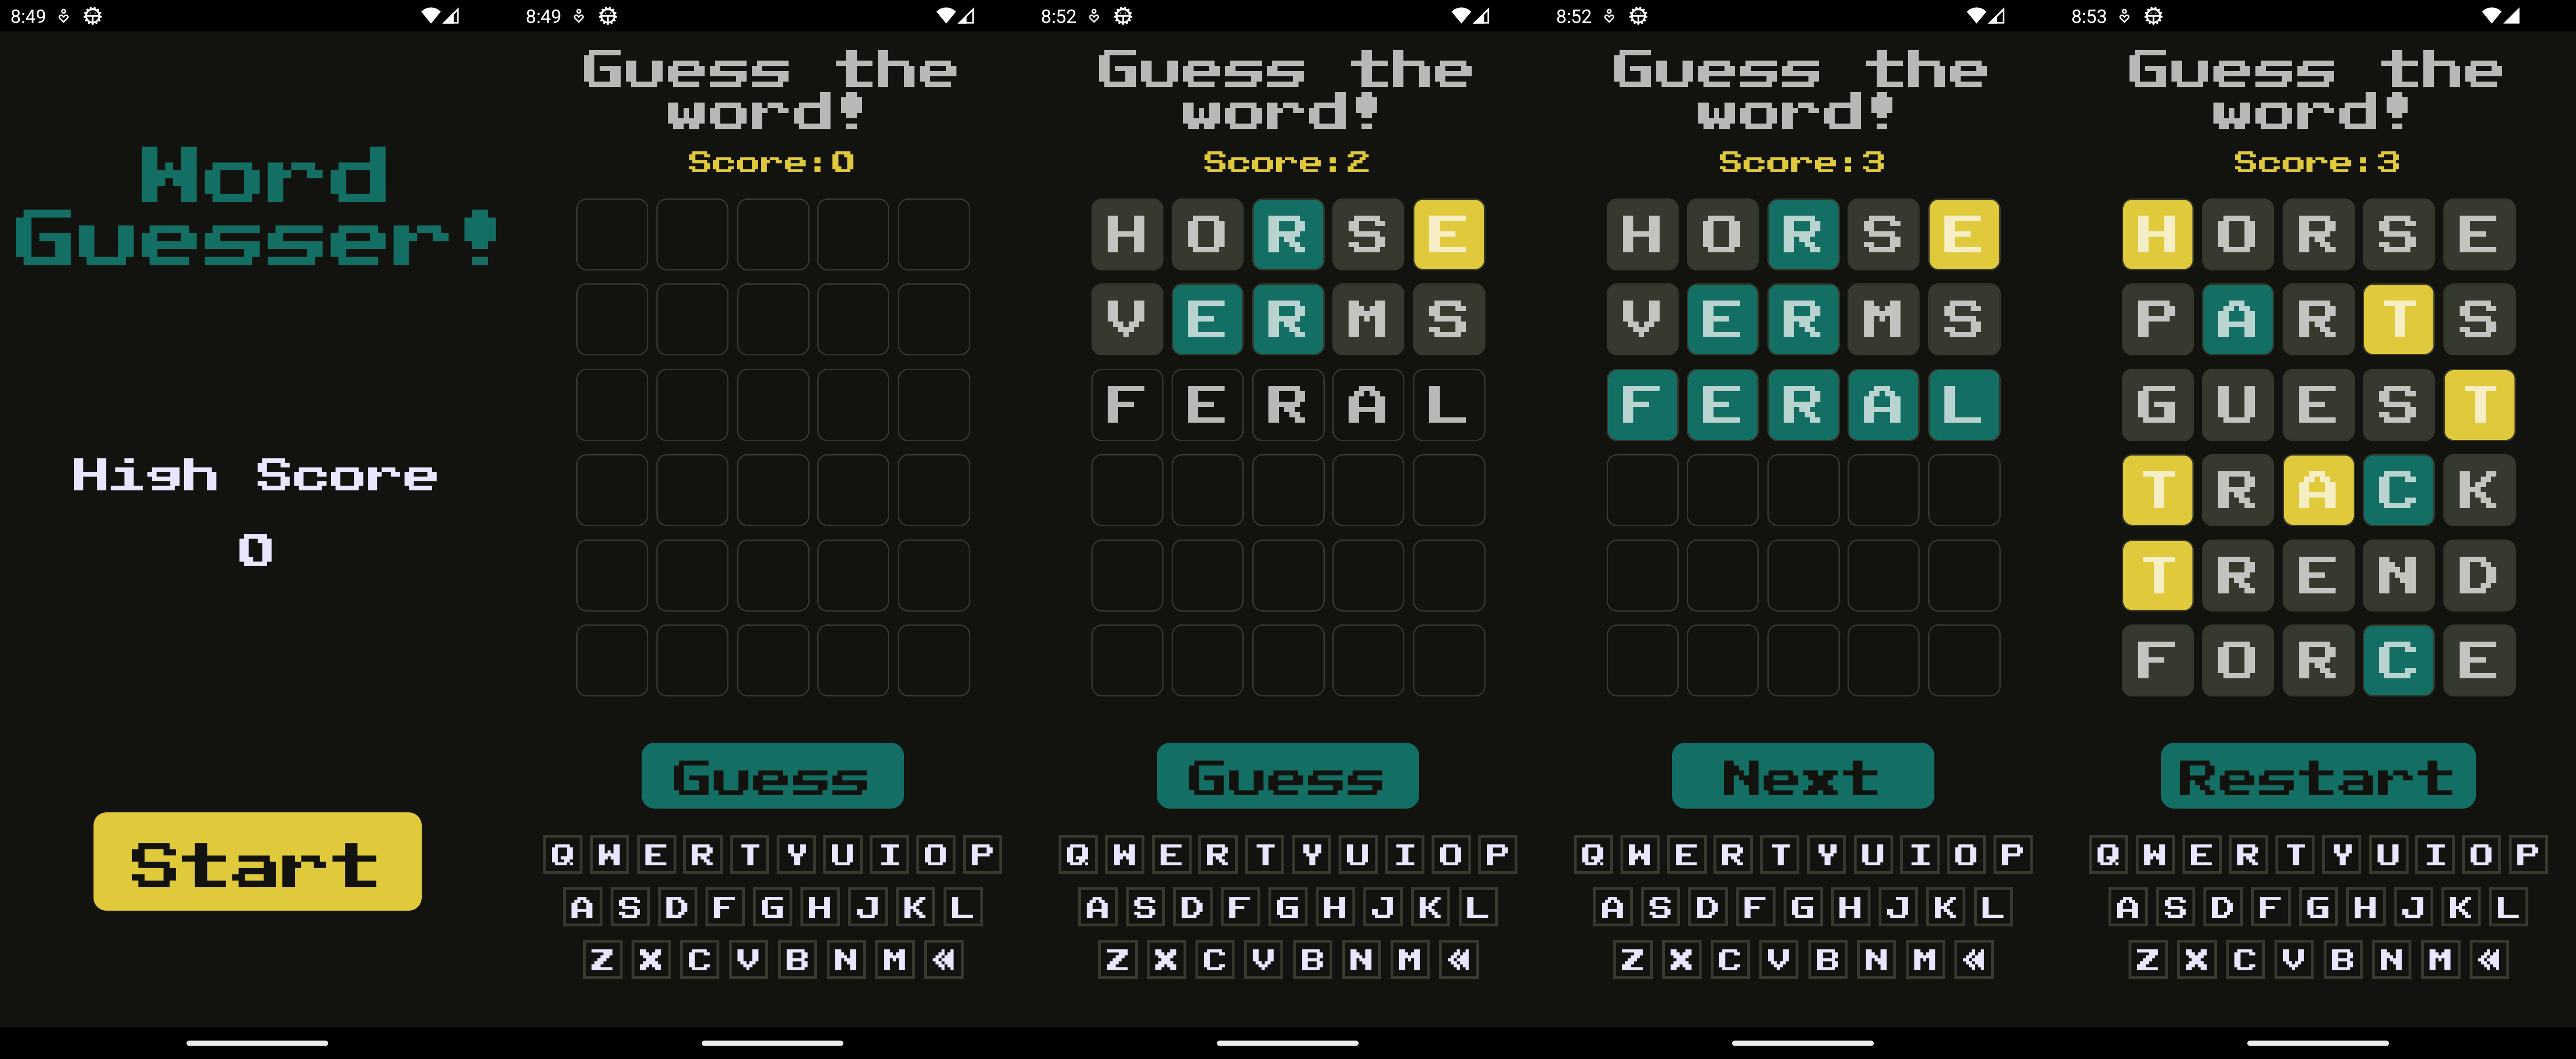 8:49
Word
Guesser!
High Score
0
Start
8:49
Guess the
word!
Score:0
Guess
Q W E R T Y U I O P
A S D F G H J K L
Z X C V B N M
8:52
Guess the
word!
Score:2
H O R S E
V E R M S
F E R A L
Guess
Q W E R T Y U I O P
A S D F G H J K L
Z X C V B N M
8:52
Guess the
word!
Score:3
H O R S E
V E R M S
F E R A L
Next
Q W E R T Y U I O P
A S D F G H J K L
Z X C V B N M
8:53
Guess the
word!
Score:3
H O R S E
P A R T S
G U E S T
T R A C K
T R E N D
F O R C E
Restart
Q W E R T Y U I O P
A S D F G H J K L
Z X C V B N M